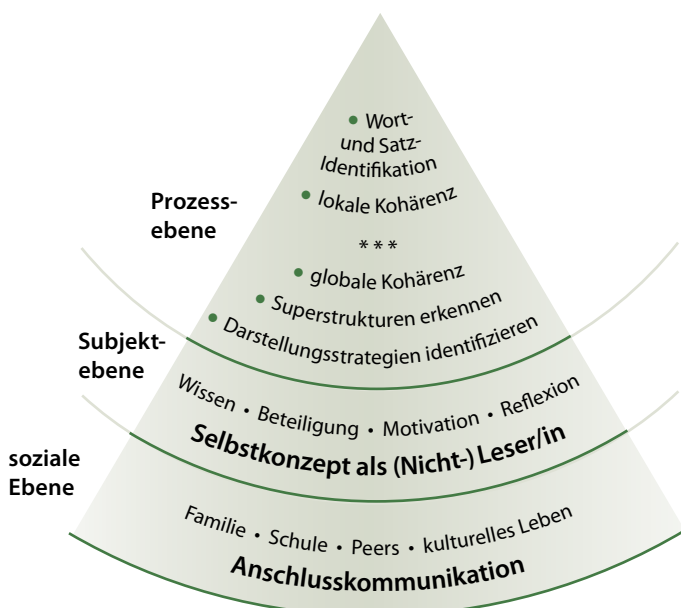 • Wort-
und Satz-
Identifikation
• lokale Kohärenz
Prozess-
ebene
***
• globale Kohärenz
• Superstrukturen erkennen
• Darstellungsstrategien identifizieren
Subjekt-
ebene
Wissen • Beteiligung • Motivation • Reflexion
Selbstkonzept als (Nicht-) Leser/in
soziale
Ebene
Familie • Schule • Peers • kulturelles Leben
Anschlusskommunikation